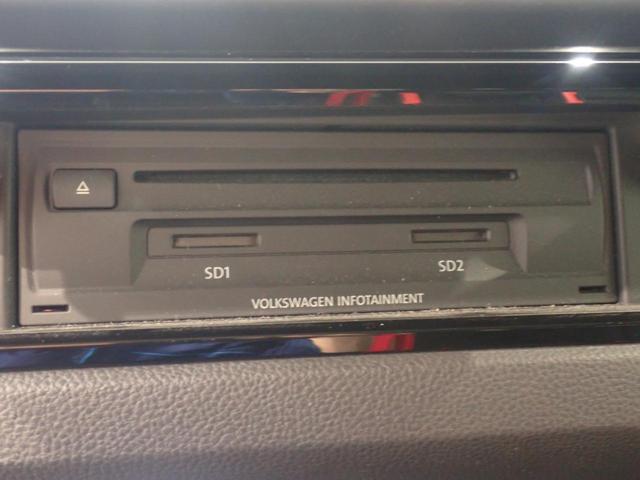 SD1 SD2
VOLKSWAGEN INFOTAINMENT